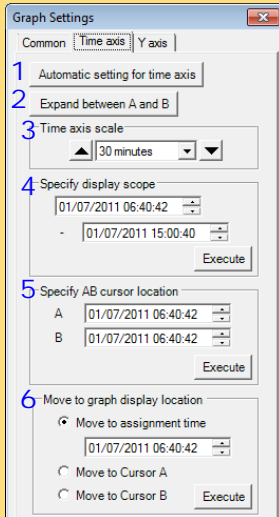 Graph Settings
Common Time axis Y axis
1 Automatic setting for time axis
2 Expand between A and B
3 Time axis scale
30 minutes
4 Specify display scope
01/07/2011 06:40:42
- 01/07/2011 15:00:40
Execute
5 Specify AB cursor location
A 01/07/2011 06:40:42
B 01/07/2011 06:40:42
Execute
6 Move to graph display location
Move to assignment time
01/07/2011 06:40:42
Move to Cursor A
Move to Cursor B Execute